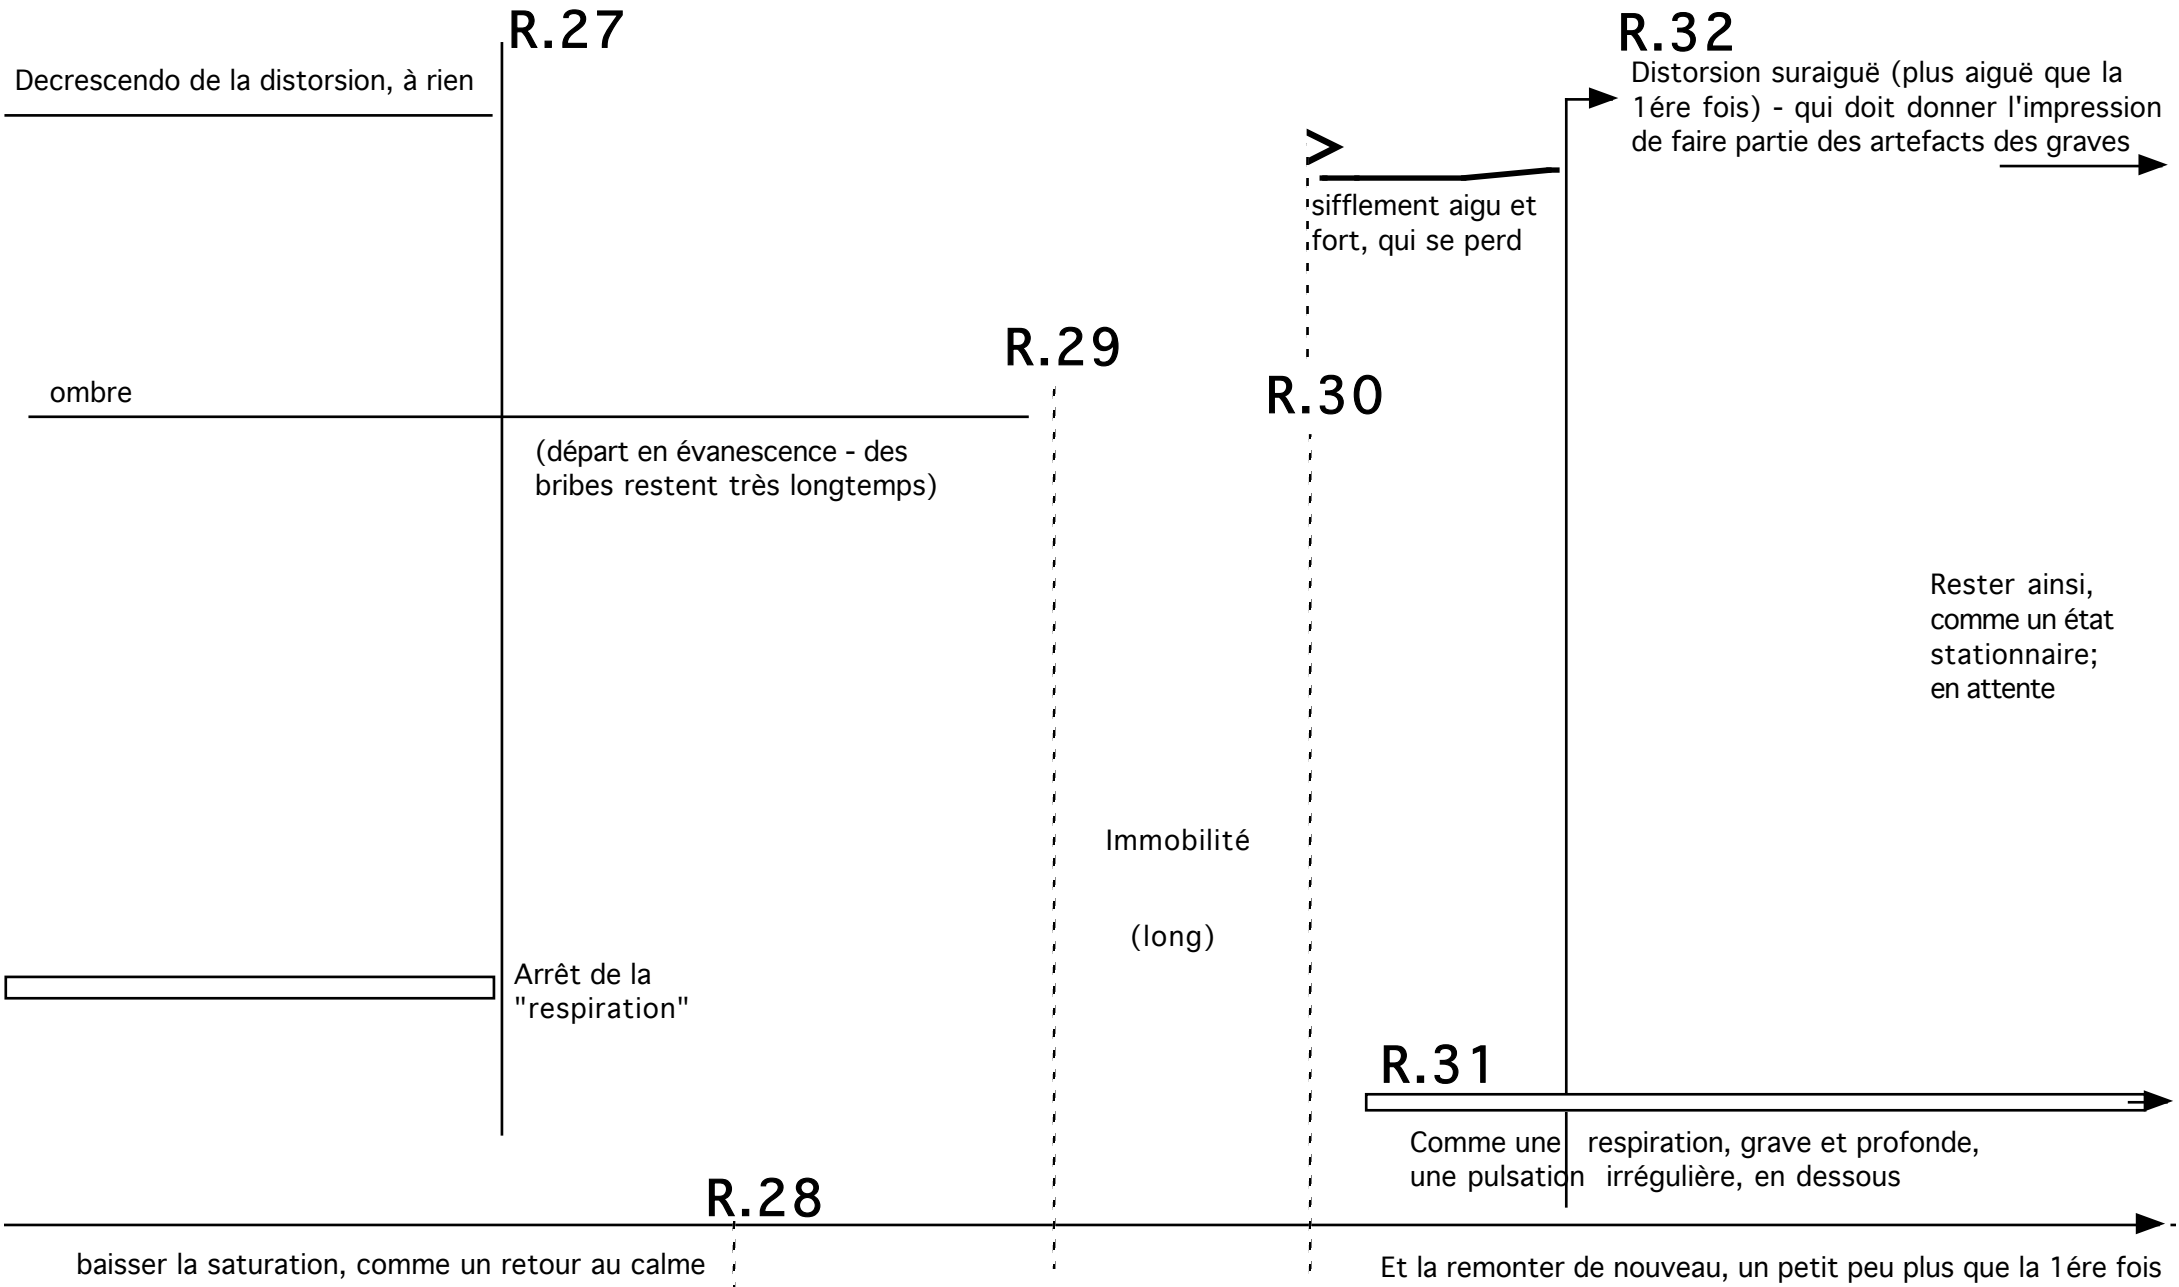 R.27
Decrescendo de la distorsion, à rien
R.32
Distorsion suraiguë (plus aiguë que la
1ére fois) - qui doit donner l'impression
de faire partie des artefacts des graves
sifflement aigu et
fort, qui se perd
R.29
R.30
ombre
(départ en évanescence - des
bribes restent très longtemps)
Rester ainsi,
comme un état
stationnaire;
en attente
Immobilité
(long)
Arrêt de la
"respiration"
R.31
Comme une respiration, grave et profonde,
une pulsation irrégulière, en dessous
R.28
baisser la saturation, comme un retour au calme
Et la remonter de nouveau, un petit peu plus que la 1ére fois